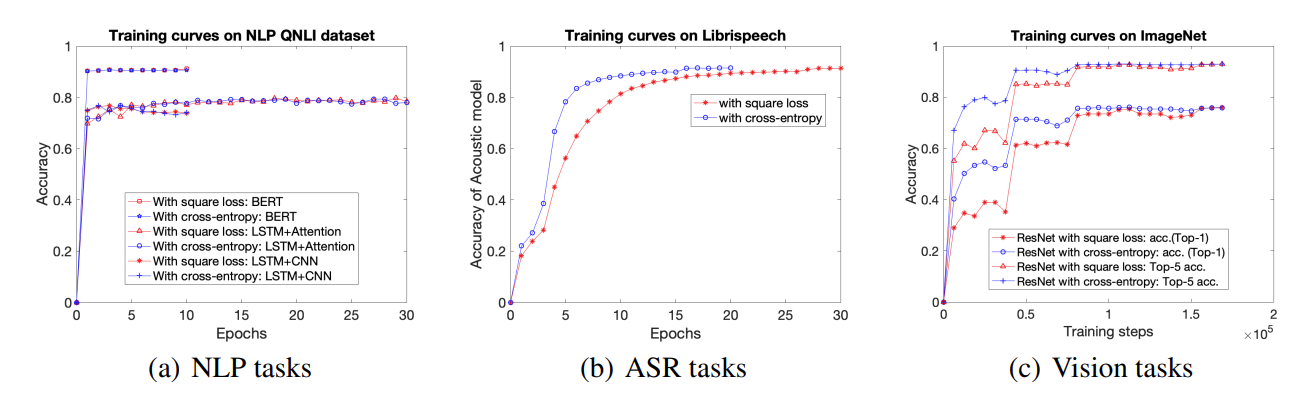 Training curves on NLP QNLI dataset
1
0.8
0.6
0.4
0.2
0
Accuracy
With square loss: BERT
With cross-entropy: BERT
With square loss: LSTM+Attention
With cross-entropy: LSTM+Attention
With square loss: LSTM+CNN
With cross-entropy: LSTM+CNN
0 5 10 15 20 25 30
Epochs
(a) NLP tasks
Training curves on Librispeech
1
0.8
0.6
0.4
0.2
0
Accuracy of Acoustic model
with square loss
with cross-entropy
0 5 10 15 20 25 30
Epochs
(b) ASR tasks
Training curves on ImageNet
1
0.8
0.6
0.4
0.2
0
Accuracy
ResNet with square loss: acc.(Top-1)
ResNet with cross-entropy: acc. (Top-1)
ResNet with square loss: Top-5 acc.
ResNet with cross-entropy: Top-5 acc.
0 0.5 1 1.5 2
Training steps
×10⁵
(c) Vision tasks